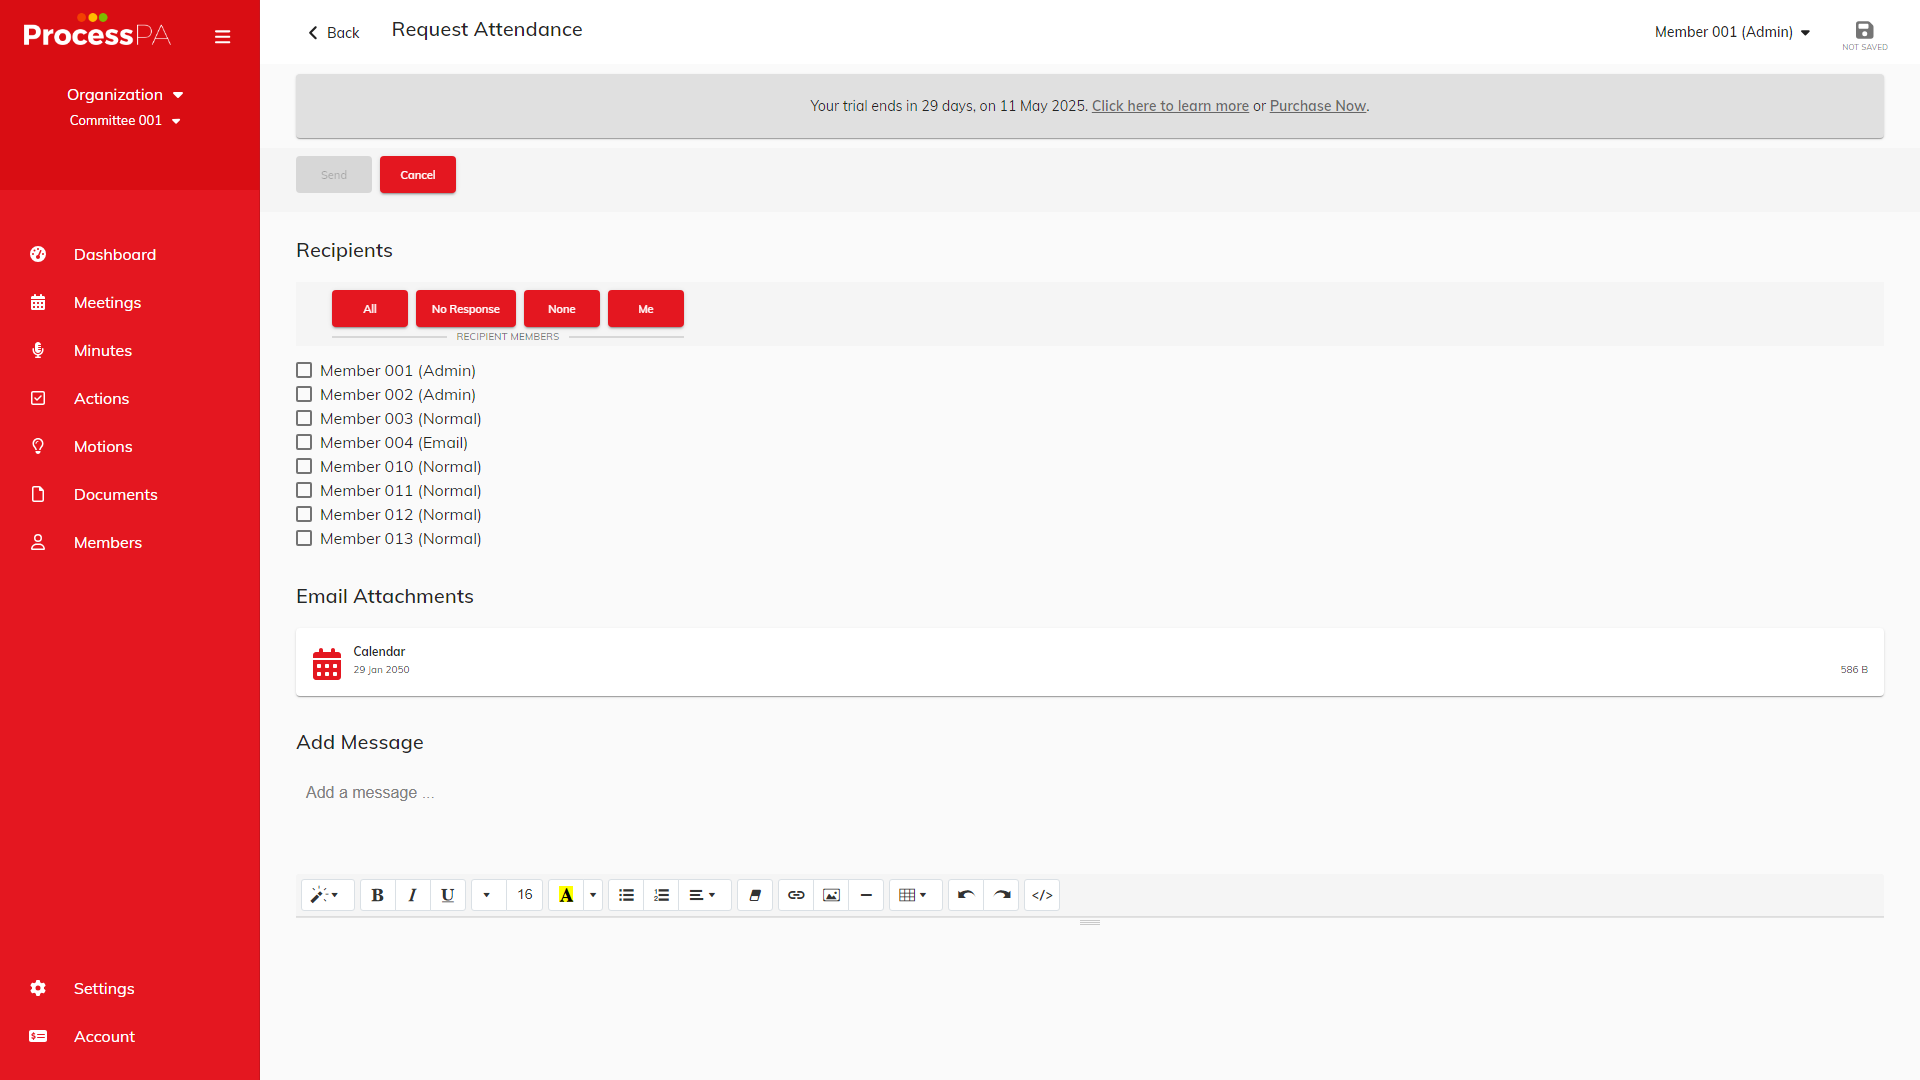 ProcessPA
Organization
Committee 001
Dashboard
Meetings
Minutes
Actions
Motions
Documents
Members
Settings
Account
Back
Request Attendance
Member 001 (Admin)
NOT SAVED
Your trial ends in 29 days, on 11 May 2025. Click here to learn more or Purchase Now.
Send
Cancel
Recipients
All
No Response
None
Me
RECIPIENT MEMBERS
Member 001 (Admin)
Member 002 (Admin)
Member 003 (Normal)
Member 004 (Email)
Member 010 (Normal)
Member 011 (Normal)
Member 012 (Normal)
Member 013 (Normal)
Email Attachments
Calendar
29 Jan 2050
586 B
Add Message
Add a message ...
B I U 16 A </>